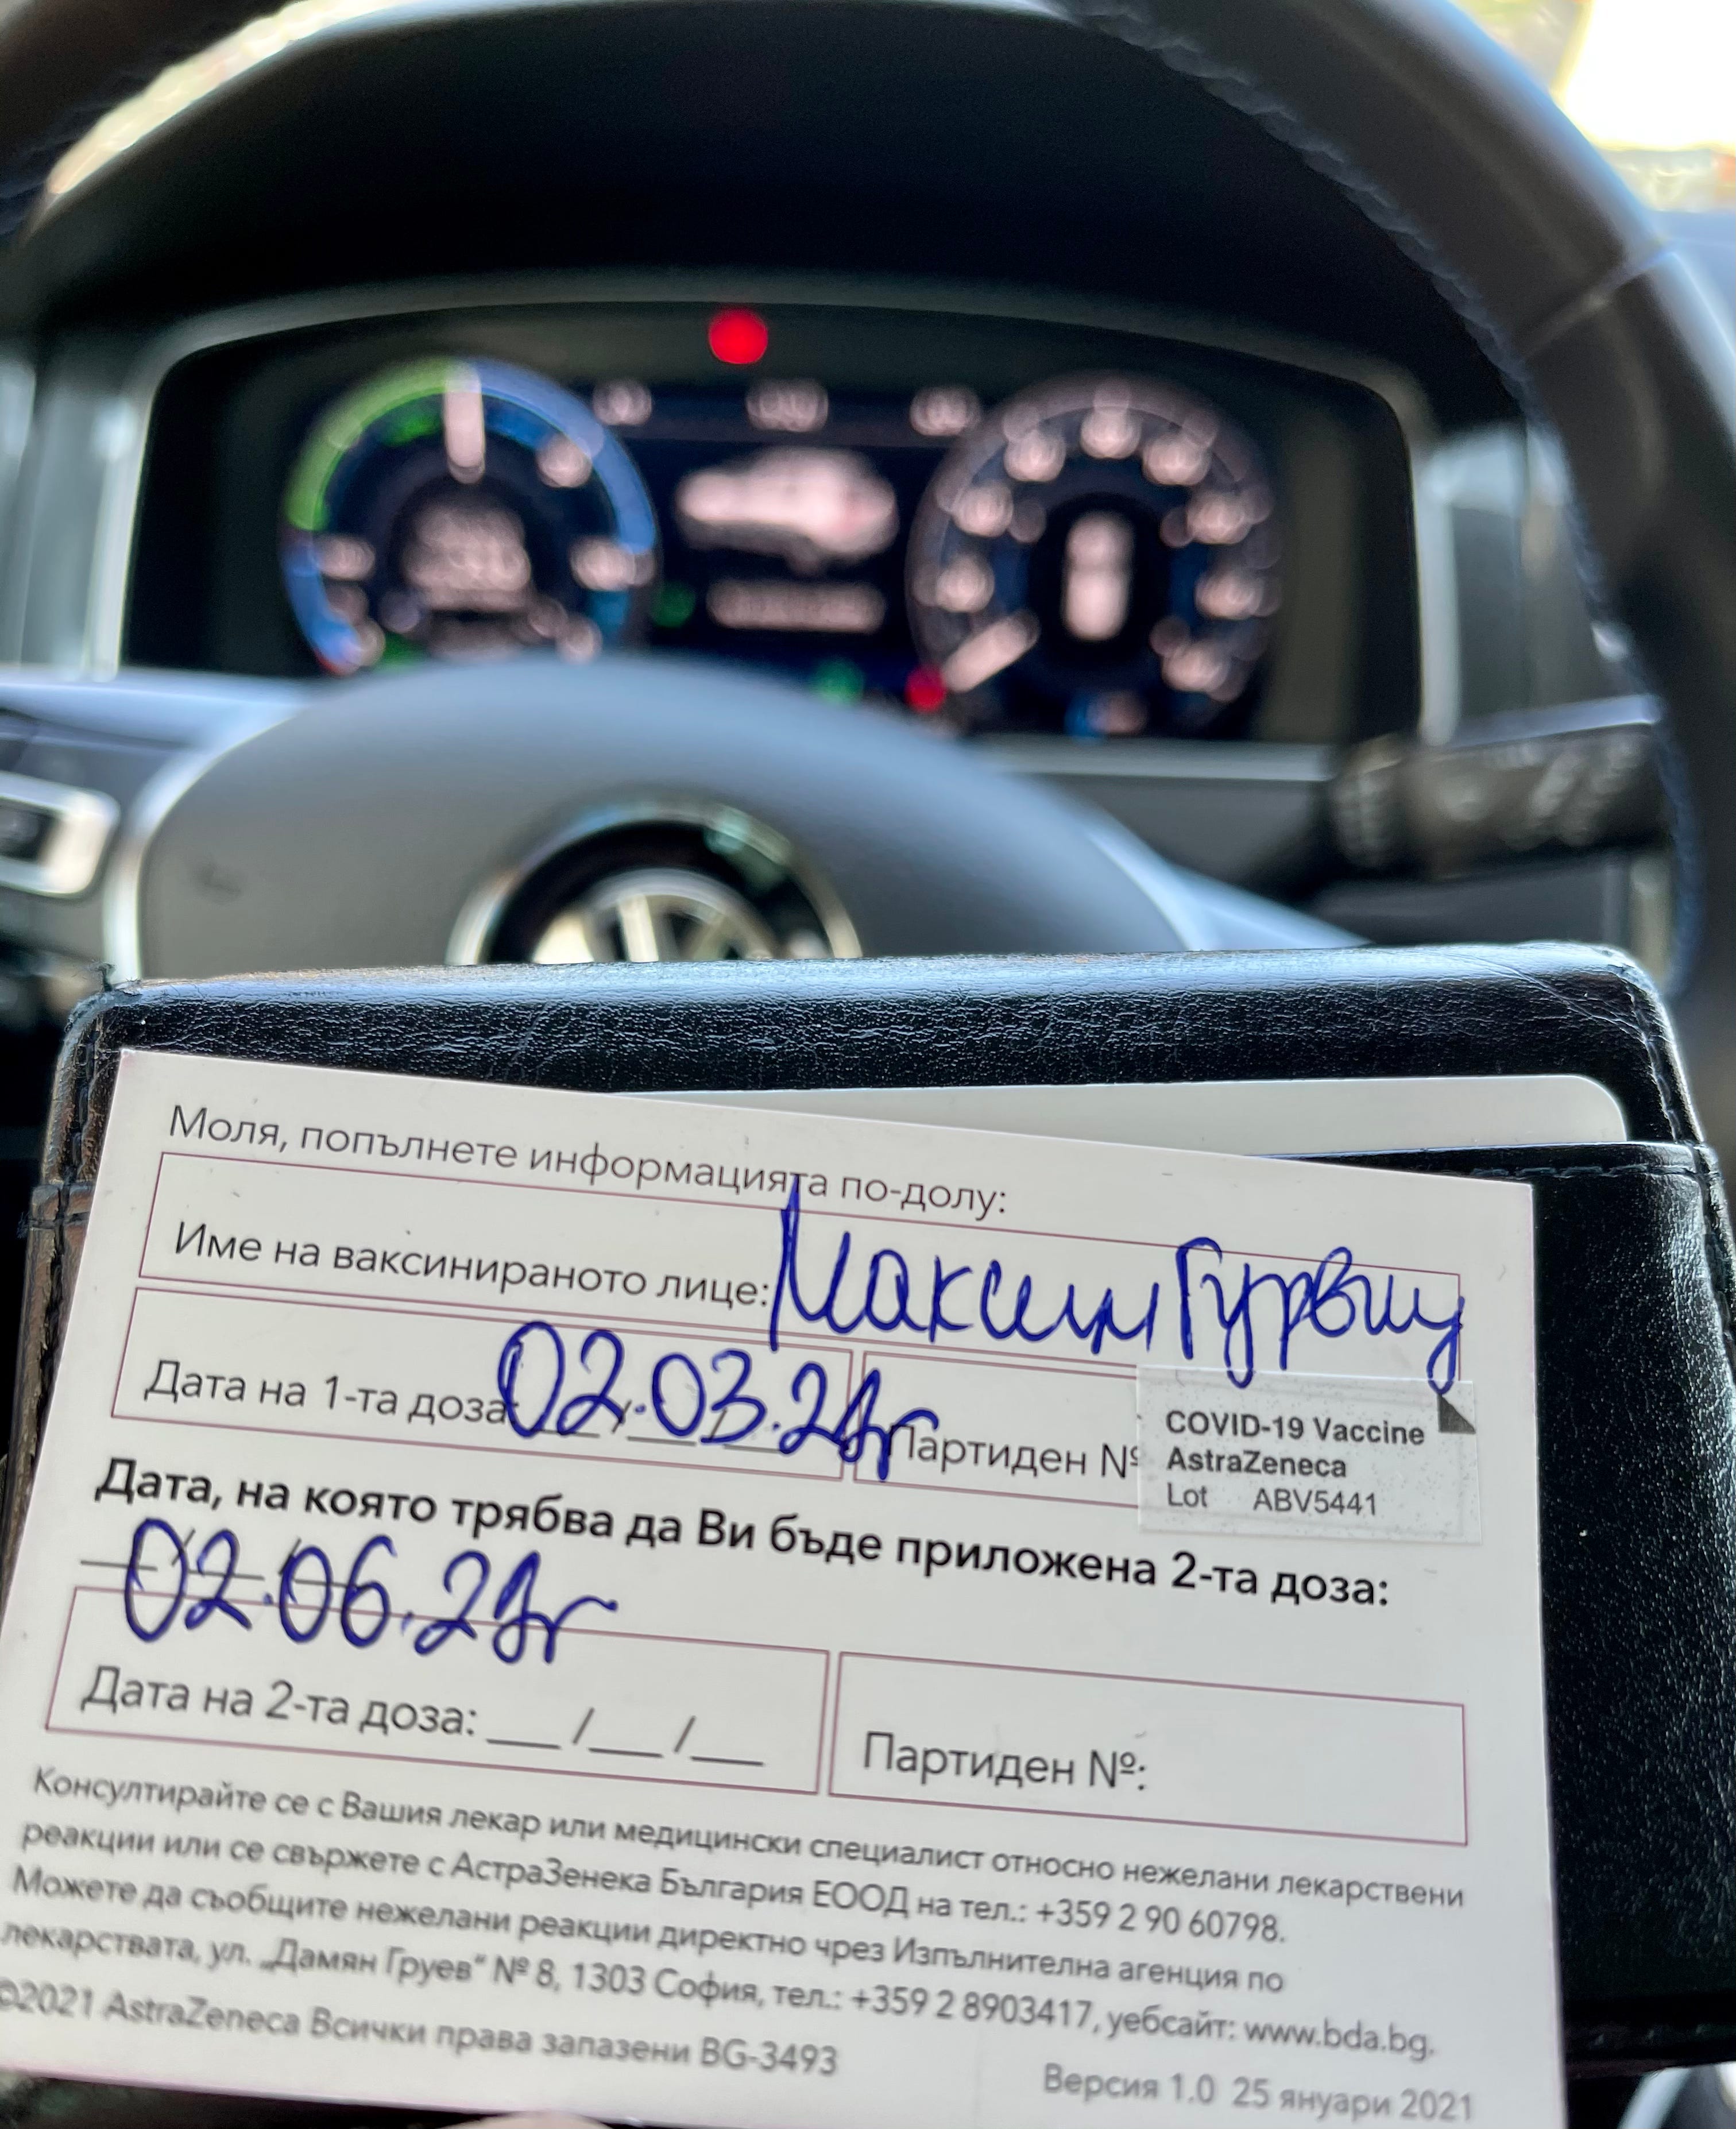 Моля, попълнете информацията по-долу:
Име на ваксинираното лице: Максим Гурвиц
Дата на 1-та доза: 02.03.21г Партиден №
COVID-19 Vaccine
AstraZeneca
Lot ABV5441
Дата, на която трябва да Ви бъде приложена 2-та доза:
02.06.21г
Дата на 2-та доза: __/__/__ Партиден №:
Консултирайте се с Вашия лекар или медицински специалист относно нежелани лекарствени
реакции или се свържете с АстраЗенека България ЕООД на тел.: +359 2 90 60798.
Можете да съобщите нежелани реакции директно чрез Изпълнителна агенция по
лекарствата, ул. „Дамян Груев“ № 8, 1303 София, тел.: +359 2 8903417, уебсайт: www.bda.bg.
©2021 AstraZeneca Всички права запазени BG-3493
Версия 1.0 25 януари 2021